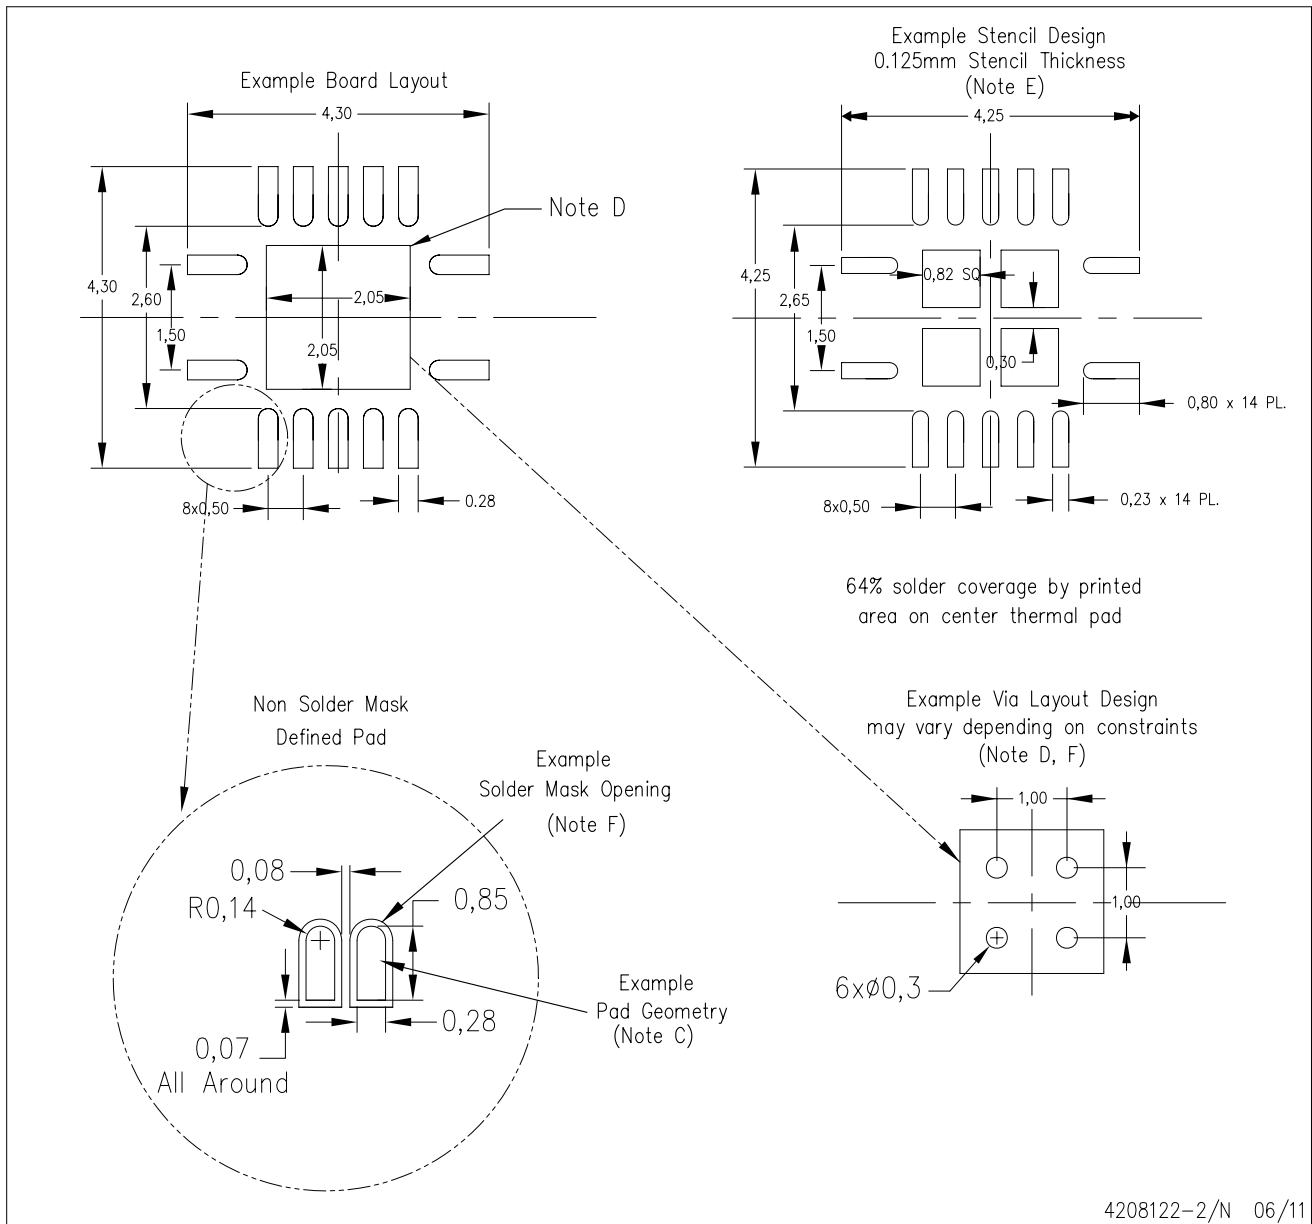 Example Board Layout
4,30
Note D
4,30
2,60
1,50
2,05
2,05
8x0,50
0.28
Example Stencil Design
0.125mm Stencil Thickness
(Note E)
4,25
4,25
2,65
1,50
0,82 SQ
0,30
0,80 x 14 PL.
8x0,50
0,23 x 14 PL.
64% solder coverage by printed
area on center thermal pad
Non Solder Mask
Defined Pad
Example
Solder Mask Opening
(Note F)
0,08
R0,14
0,85
Example
Pad Geometry
(Note C)
0,28
0,07
All Around
Example Via Layout Design
may vary depending on constraints
(Note D, F)
1,00
1,00
6xø0,3
4208122-2/N 06/11